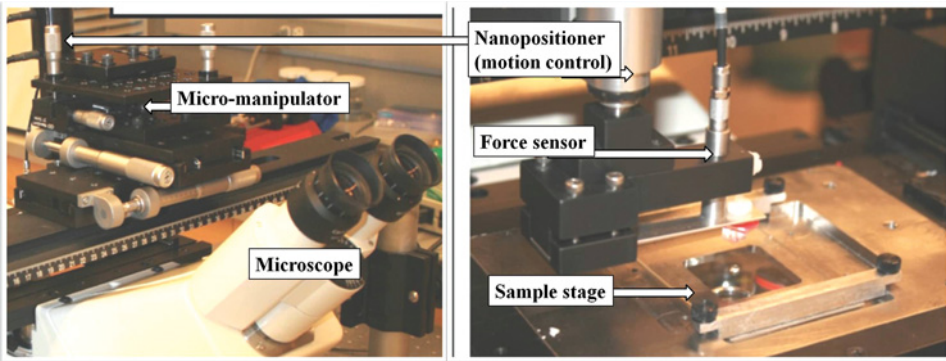 Nanopositioner
(motion control)
Micro-manipulator
Force sensor
Microscope
Sample stage